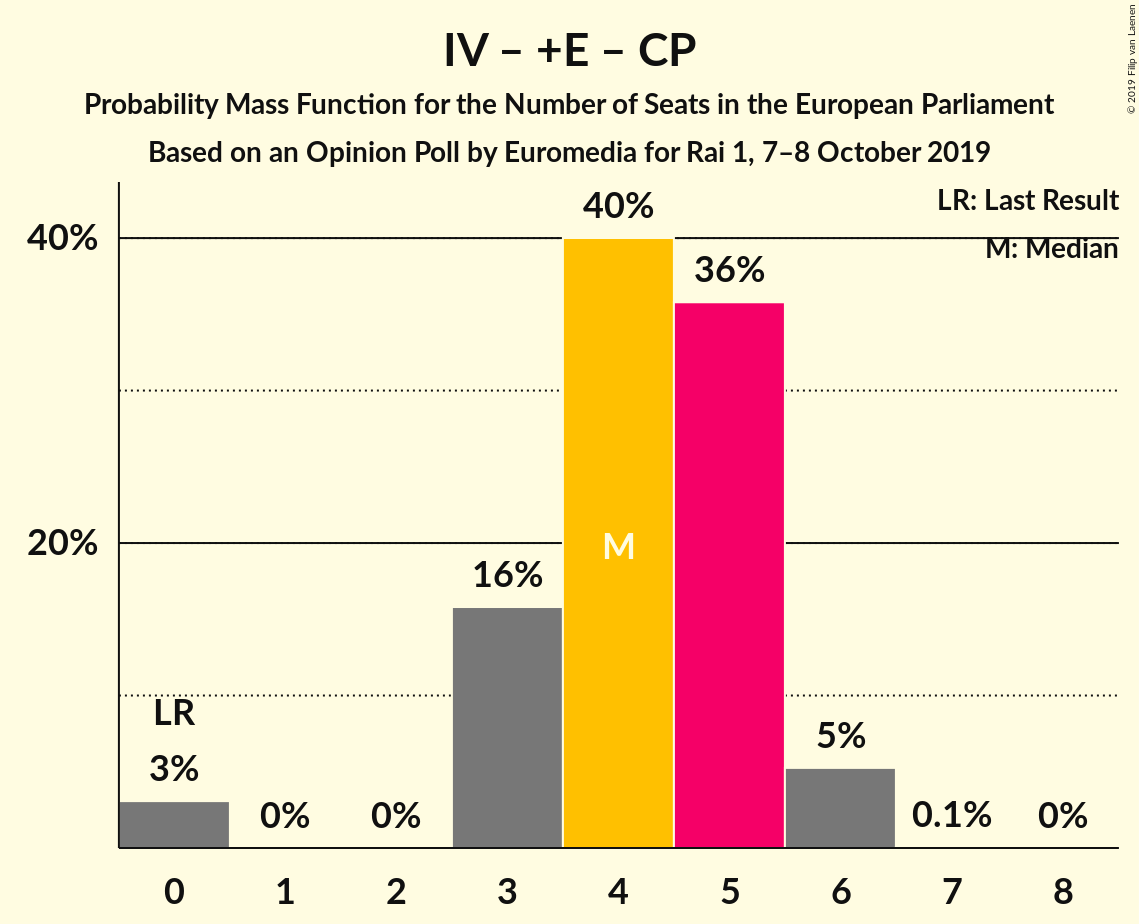 IV – +E – CP
Probability Mass Function for the Number of Seats in the European Parliament
Based on an Opinion Poll by Euromedia for Rai 1, 7–8 October 2019
© 2019 Filip van Laenen
LR: Last Result
M: Median
40%
20%
LR
3%
0%
0%
16%
40%
M
36%
5%
0.1%
0%
0 1 2 3 4 5 6 7 8